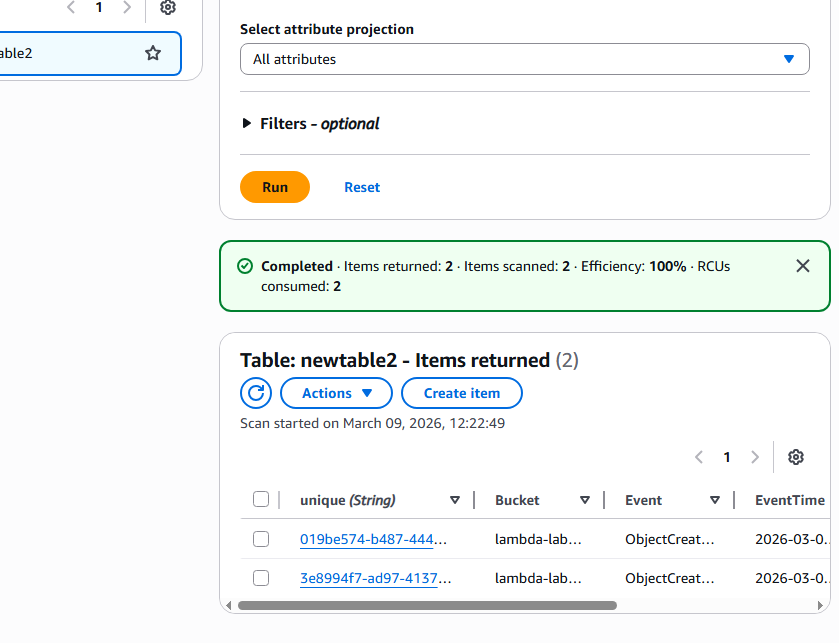 1
able2
Select attribute projection
All attributes
Filters - optional
Run
Reset
Completed · Items returned: 2 · Items scanned: 2 · Efficiency: 100% · RCUs
consumed: 2
Table: newtable2 - Items returned (2)
Actions
Create item
Scan started on March 09, 2026, 12:22:49
1
unique (String) Bucket Event EventTime
019be574-b487-444… lambda-lab… ObjectCreat… 2026-03-0…
3e8994f7-ad97-4137… lambda-lab… ObjectCreat… 2026-03-0…